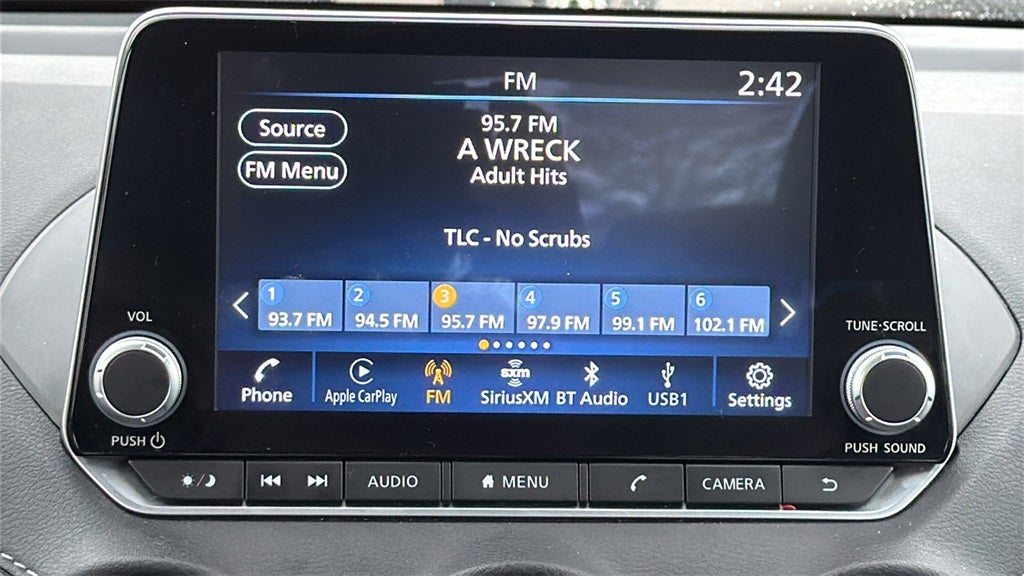 FM 2:42
Source
FM Menu
95.7 FM
A WRECK
Adult Hits
TLC - No Scrubs
1 2 3 4 5 6
93.7 FM 94.5 FM 95.7 FM 97.9 FM 99.1 FM 102.1 FM
Phone Apple CarPlay FM sxm SiriusXM BT Audio USB1 Settings
VOL
PUSH
TUNE·SCROLL
PUSH SOUND
AUDIO MENU CAMERA